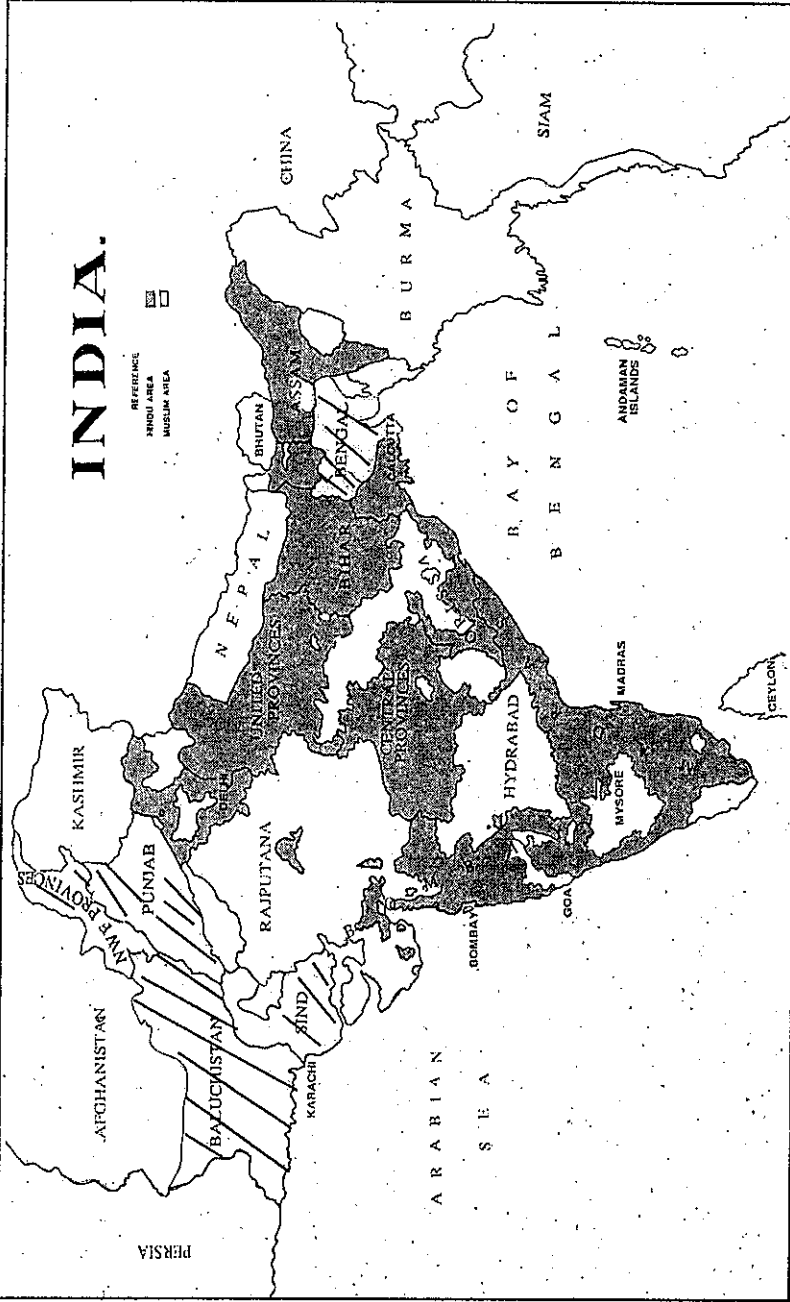 INDIA.
REFERENCE
HINDU AREA
MUSLIM AREA
AFGHANISTAN
PERSIA
NWF PROVINCES
KASHMIR
PUNJAB
BALUCHISTAN
SIND
KARACHI
RAJPUTANA
DELHI
UNITED
PROVINCES
NEPAL
BHUTAN
CHINA
ASSAM
BENGAL
CALCUTTA
BIHAR
CENTRAL
PROVINCES
BURMA
SIAM
HYDRABAD
BOMBAY
GOA
MYSORE
MADRAS
CEYLON
ARABIAN
SEA
BAY OF
BENGAL
ANDAMAN
ISLANDS